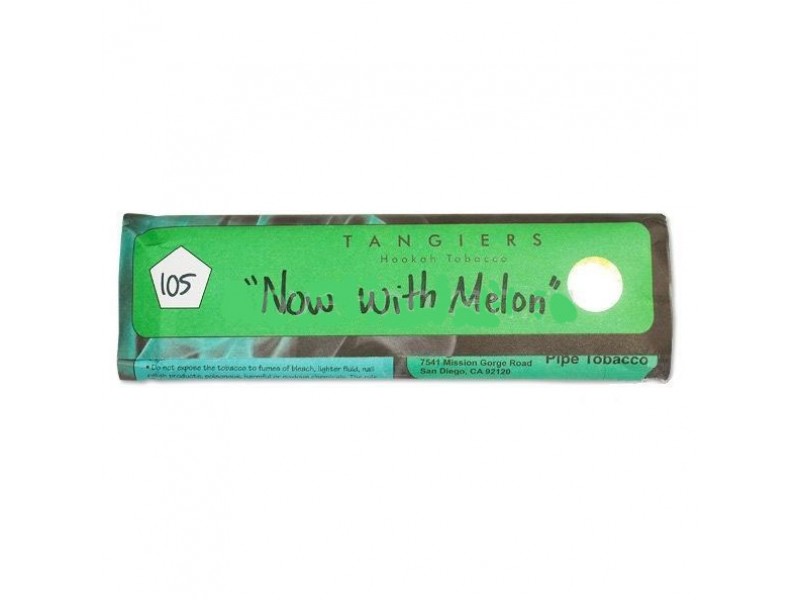 TANGIERS
Hookah Tobacco
105
"Now with Melon"
• Do not expose the tobacco to fumes of bleach, lighter fluid, nail
7541 Mission Gorge Road
San Diego, CA 92120
Pipe Tobacco